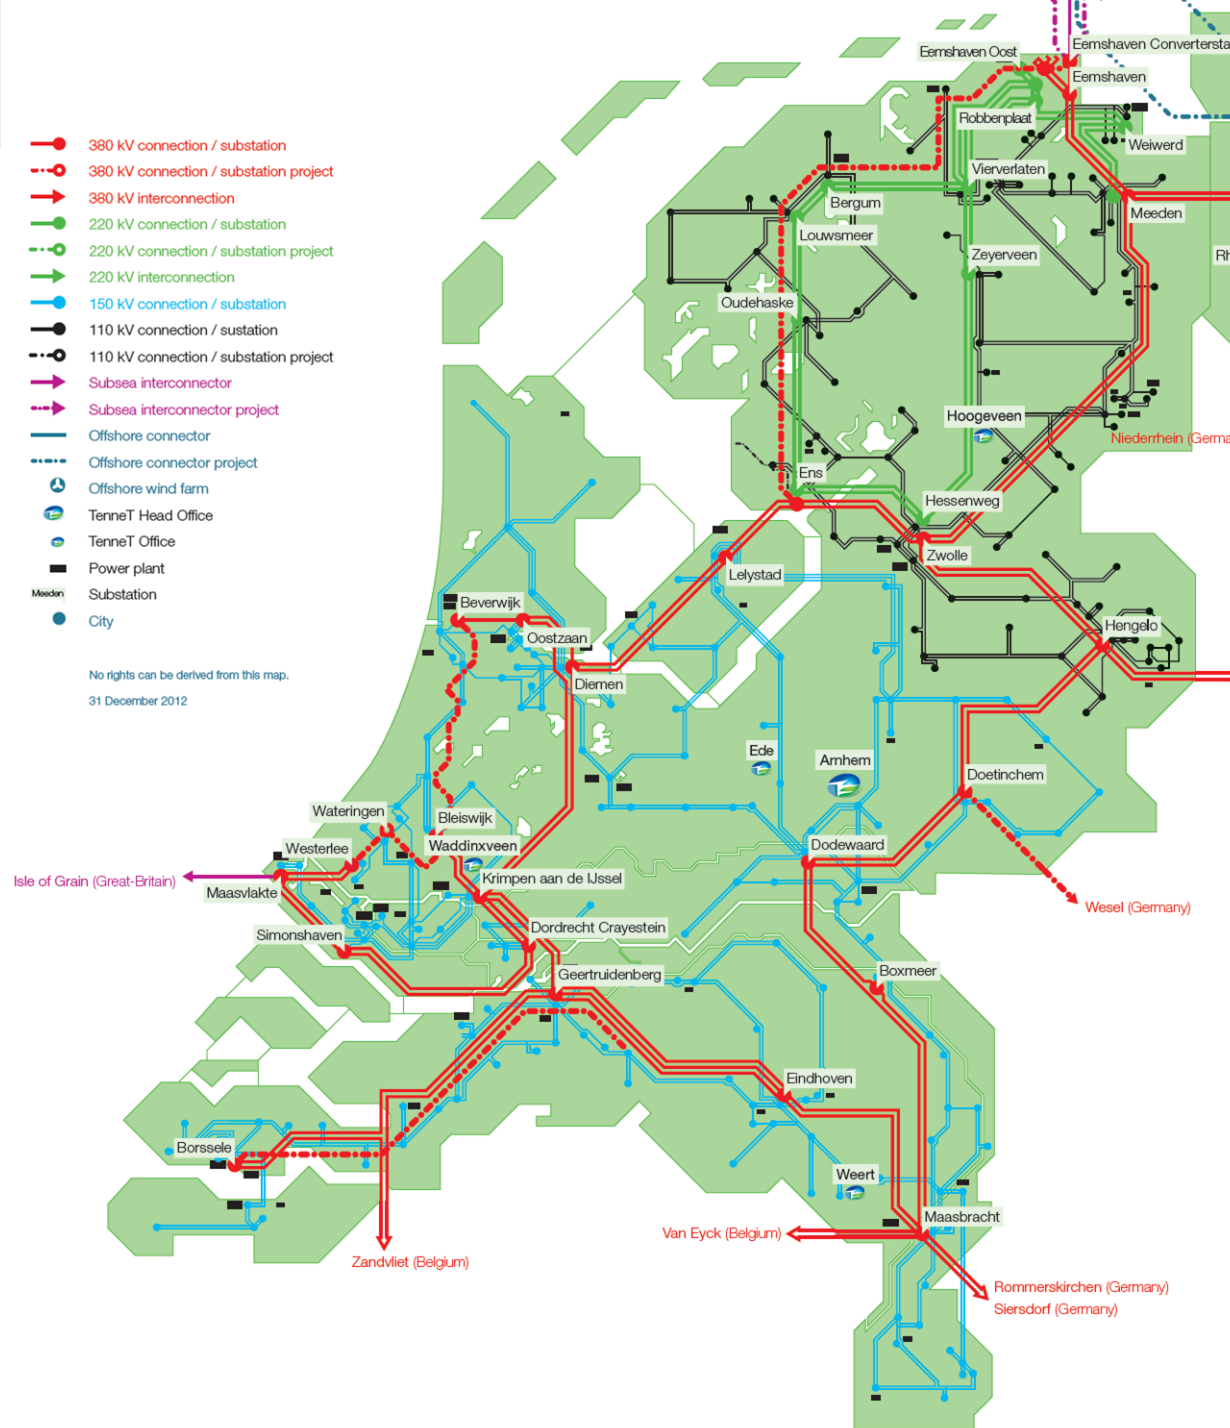 380 kV connection / substation
380 kV connection / substation project
380 kV interconnection
220 kV connection / substation
220 kV connection / substation project
220 kV interconnection
150 kV connection / substation
110 kV connection / sustation
110 kV connection / substation project
Subsea interconnector
Subsea interconnector project
Offshore connector
Offshore connector project
Offshore wind farm
TenneT Head Office
TenneT Office
Power plant
Meeden Substation
City
No rights can be derived from this map.
31 December 2012
Eemshaven Oost
Eemshaven Convertersta
Eemshaven
Robbenplaat
Weiwerd
Vierverlaten
Bergum
Meeden
Louwsmeer
Zeyerveen
Rh
Oudehaske
Hoogeveen
Niederrhein (Germa
Ens
Hessenweg
Zwolle
Lelystad
Beverwijk
Oostzaan
Hengelo
Diemen
Ede
Arnhem
Doetinchem
Wateringen
Bleiswijk
Westerlee
Waddinxveen
Dodewaard
Isle of Grain (Great-Britain)
Maasvlakte
Krimpen aan de IJssel
Wesel (Germany)
Simonshaven
Dordrecht Crayestein
Geertruidenberg
Boxmeer
Eindhoven
Borssele
Weert
Maasbracht
Van Eyck (Belgium)
Zandvliet (Belgium)
Rommerskirchen (Germany)
Siersdorf (Germany)